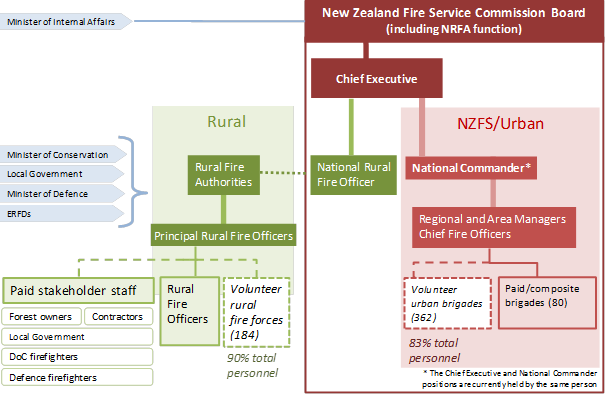 Minister of Internal Affairs
New Zealand Fire Service Commission Board
(including NRFA function)
Chief Executive
Rural
NZFS/Urban
Minister of Conservation
Local Government
Minister of Defence
ERFDs
Rural Fire
Authorities
National Rural
Fire Officer
National Commander*
Principal Rural Fire Officers
Regional and Area Managers
Chief Fire Officers
Paid stakeholder staff
Forest owners
Contractors
Local Government
DoC firefighters
Defence firefighters
Rural
Fire
Officers
Volunteer
rural
fire forces
(184)
90% total
personnel
Volunteer
urban brigades
(362)
Paid/composite
brigades (80)
83% total
personnel
* The Chief Executive and National Commander
positions are currently held by the same person